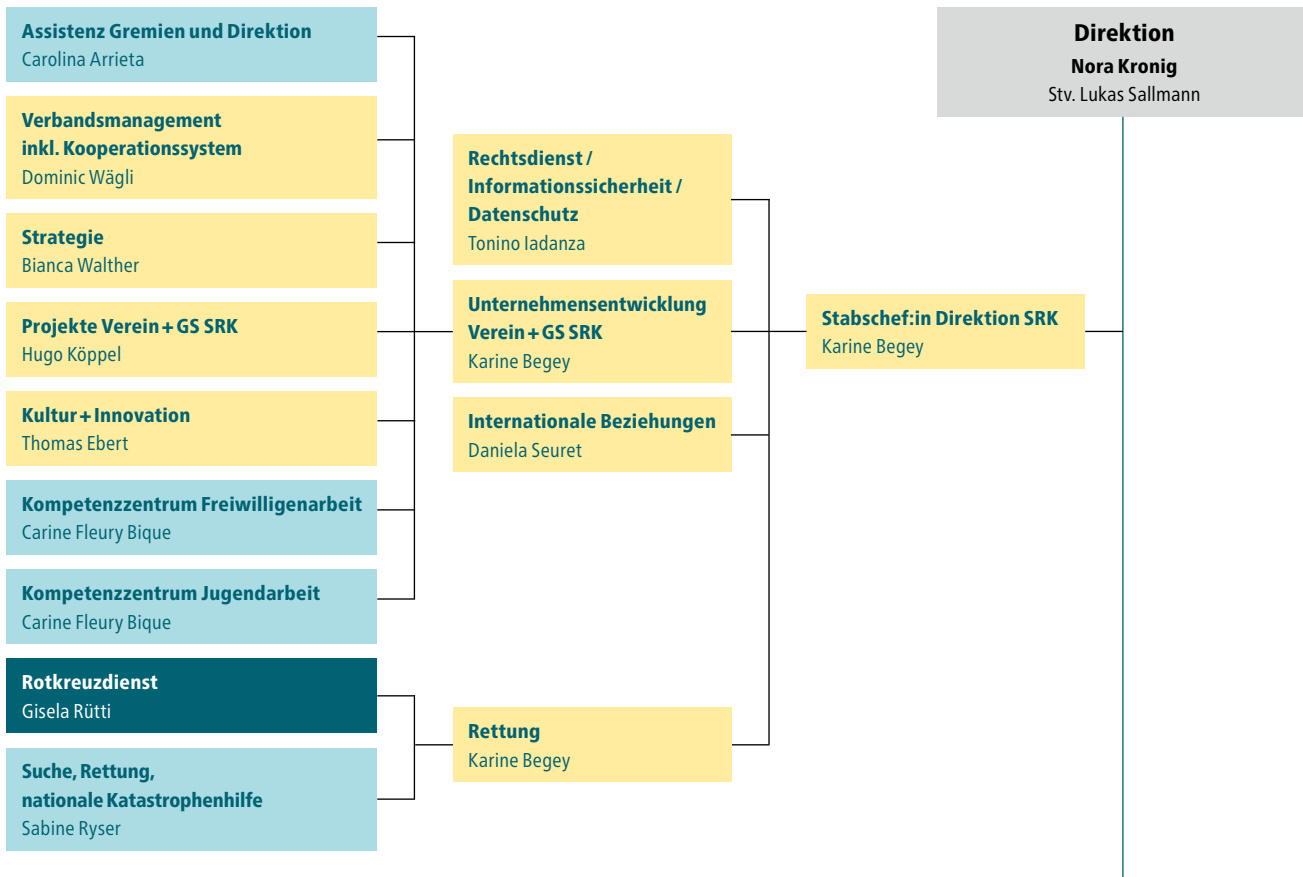 Assistenz Gremien und Direktion
Carolina Arrieta
Verbandsmanagement
inkl. Kooperationssystem
Dominic Wägli
Strategie
Bianca Walther
Projekte Verein + GS SRK
Hugo Köppel
Kultur + Innovation
Thomas Ebert
Kompetenzzentrum Freiwilligenarbeit
Carine Fleury Bique
Kompetenzzentrum Jugendarbeit
Carine Fleury Bique
Rotkreuzdienst
Gisela Rütti
Suche, Rettung,
nationale Katastrophenhilfe
Sabine Ryser
Rechtsdienst /
Informationssicherheit /
Datenschutz
Tonino Iadanza
Unternehmensentwicklung
Verein + GS SRK
Karine Begey
Internationale Beziehungen
Daniela Seuret
Rettung
Karine Begey
Stabschef:in Direktion SRK
Karine Begey
Direktion
Nora Kronig
Stv. Lukas Sallmann